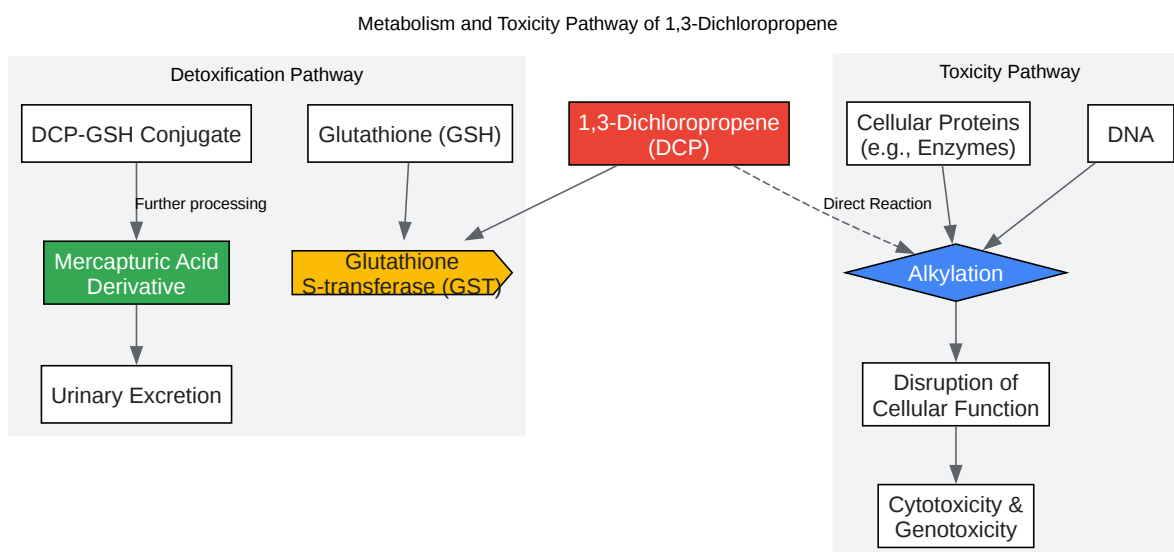 Metabolism and Toxicity Pathway of 1,3-Dichloropropene
Detoxification Pathway
DCP-GSH Conjugate
Glutathione (GSH)
Further processing
Mercapturic Acid
Derivative
Glutathione
S-transferase (GST)
Urinary Excretion
1,3-Dichloropropene
(DCP)
Direct Reaction
Toxicity Pathway
Cellular Proteins
(e.g., Enzymes)
DNA
Alkylation
Disruption of
Cellular Function
Cytotoxicity &
Genotoxicity